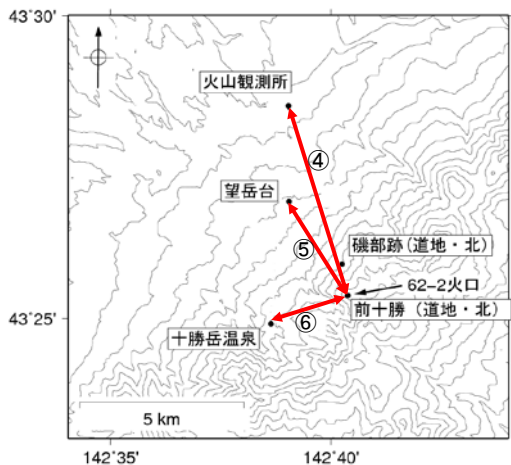 43°30'
火山観測所
④
望岳台
⑤
磯部跡(道地・北)
62−2火口
前十勝(道地・北)
43°25'
⑥
十勝岳温泉
5 km
142°35'
142°40'